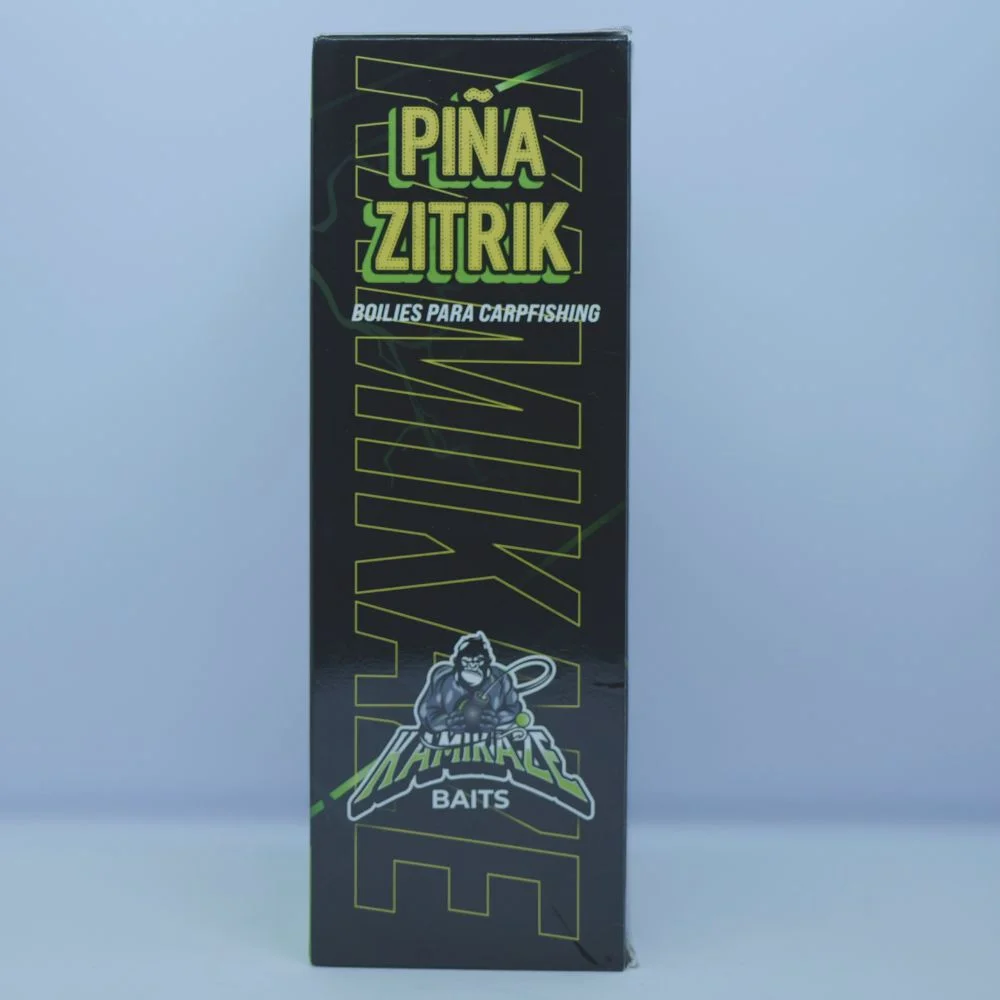 PIÑA
ZITRIK
BOILIES PARA CARPFISHING
KAMIKAZE
KAMIKAZE
BAITS